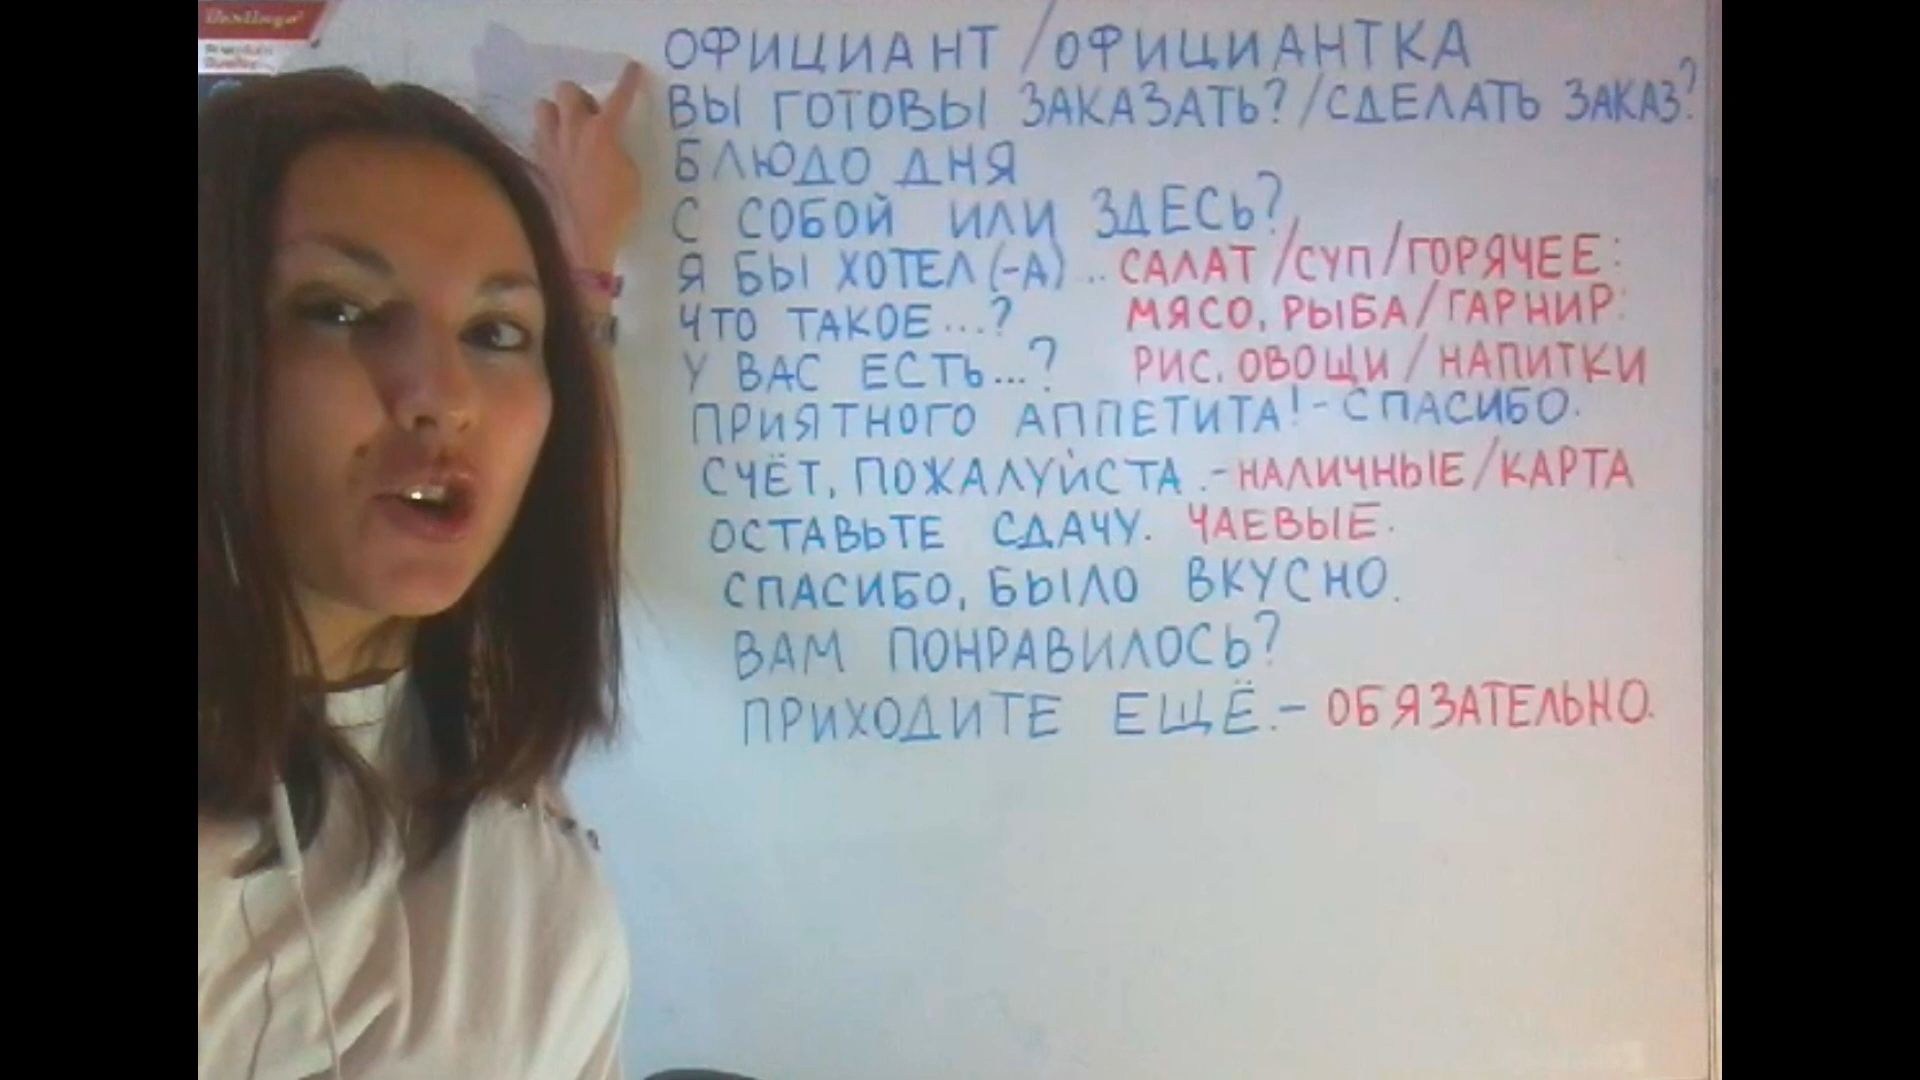 ОФИЦИАНТ / ОФИЦИАНТКА
ВЫ ГОТОВЫ ЗАКАЗАТЬ? / СДЕЛАТЬ ЗАКАЗ?
БЛЮДО ДНЯ
С СОБОЙ ИЛИ ЗДЕСЬ?
Я БЫ ХОТЕЛ (-А)... САЛАТ / СУП / ГОРЯЧЕЕ:
ЧТО ТАКОЕ...? МЯСО, РЫБА / ГАРНИР:
У ВАС ЕСТЬ...? РИС, ОВОЩИ / НАПИТКИ
ПРИЯТНОГО АППЕТИТА! - СПАСИБО.
СЧЁТ, ПОЖАЛУЙСТА. - НАЛИЧНЫЕ / КАРТА
ОСТАВЬТЕ СДАЧУ. ЧАЕВЫЕ.
СПАСИБО, БЫЛО ВКУСНО.
ВАМ ПОНРАВИЛОСЬ?
ПРИХОДИТЕ ЕЩЁ. - ОБЯЗАТЕЛЬНО.